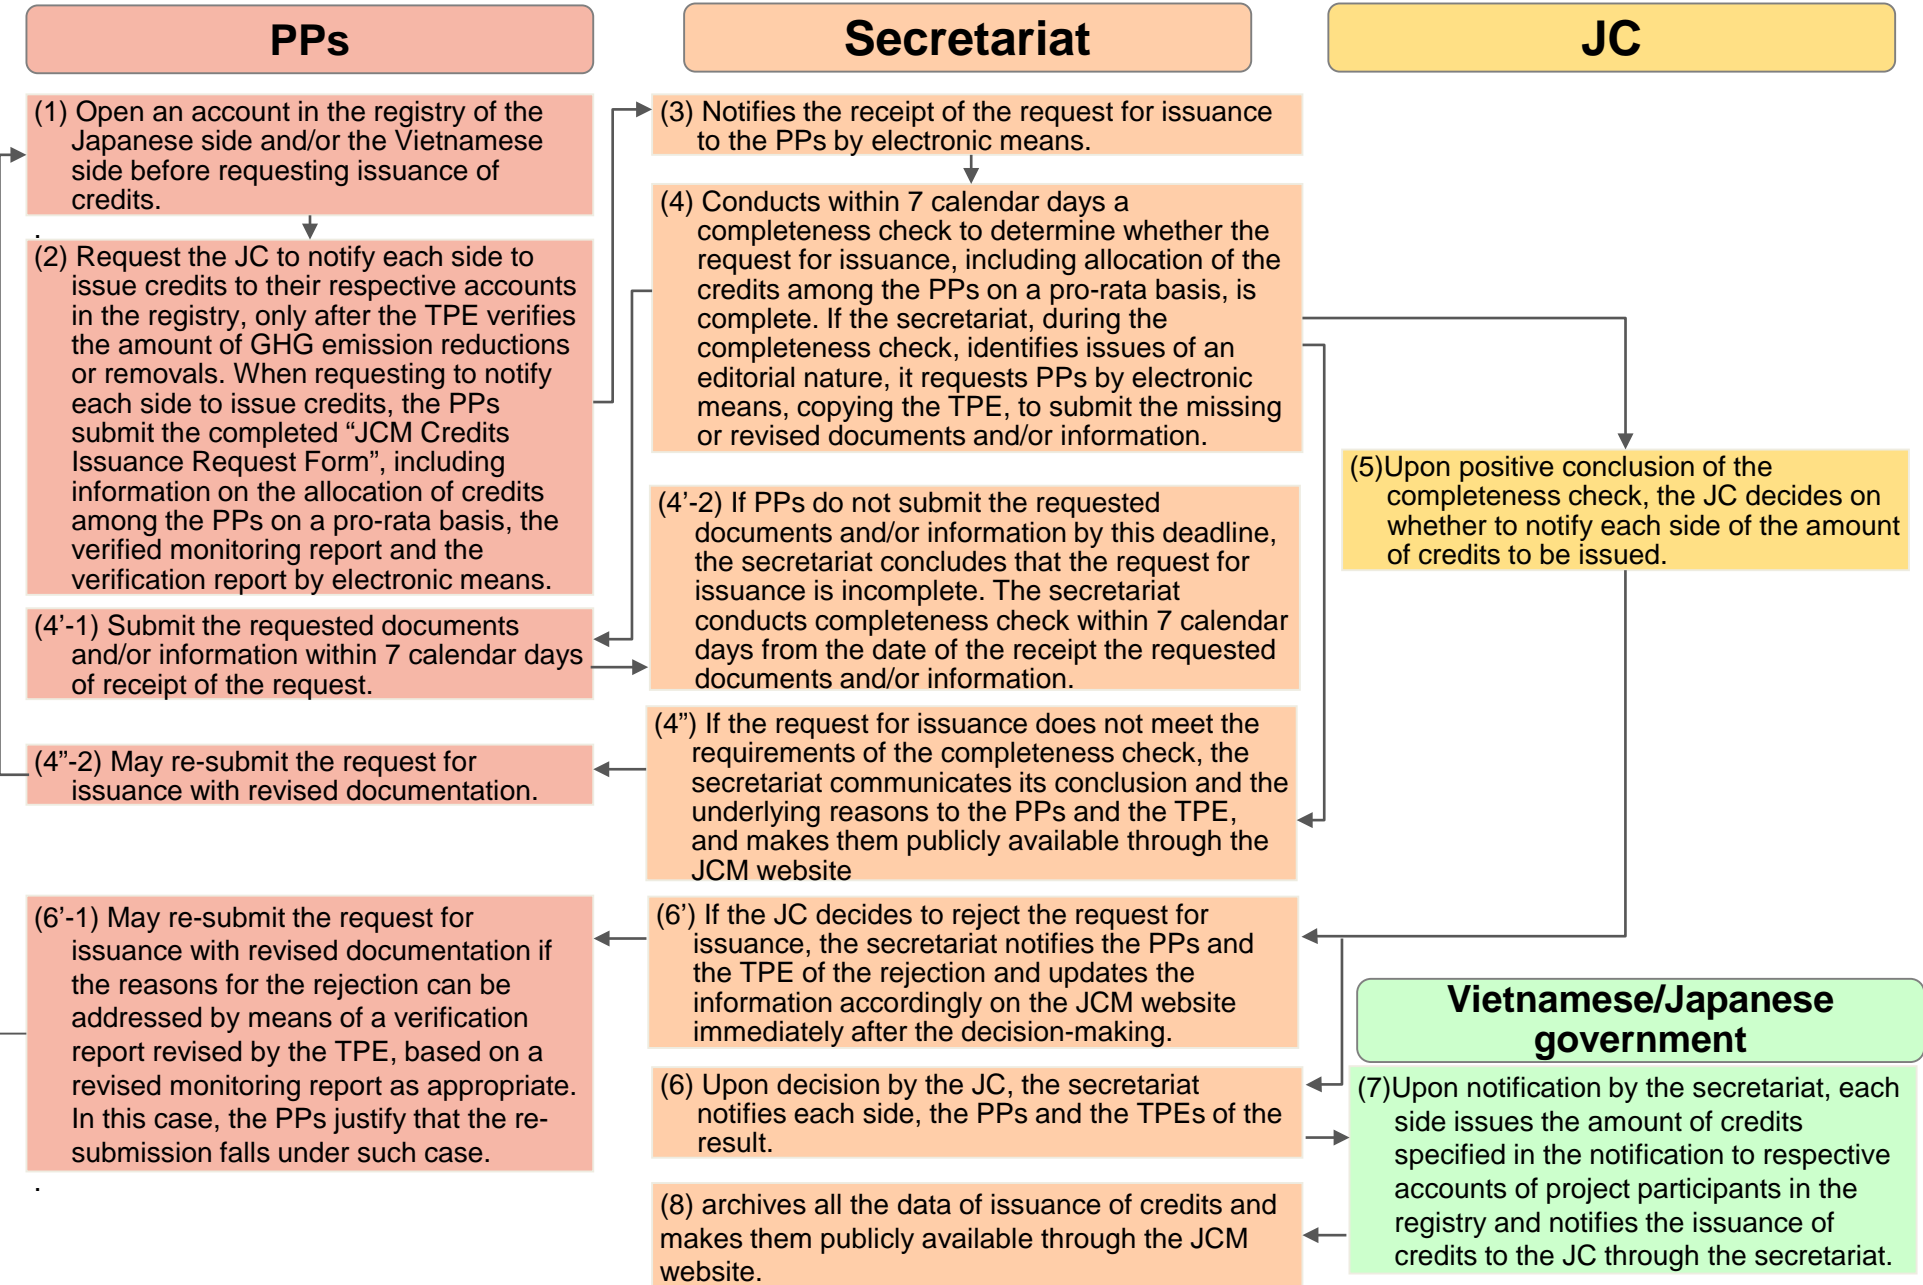 PPs
Secretariat
JC
(1) Open an account in the registry of the
Japanese side and/or the Vietnamese
side before requesting issuance of
credits.
.
(2) Request the JC to notify each side to
issue credits to their respective accounts
in the registry, only after the TPE verifies
the amount of GHG emission reductions
or removals. When requesting to notify
each side to issue credits, the PPs
submit the completed “JCM Credits
Issuance Request Form”, including
information on the allocation of credits
among the PPs on a pro-rata basis, the
verified monitoring report and the
verification report by electronic means.
(4’-1) Submit the requested documents
and/or information within 7 calendar days
of receipt of the request.
(4”-2) May re-submit the request for
issuance with revised documentation.
(6’-1) May re-submit the request for
issuance with revised documentation if
the reasons for the rejection can be
addressed by means of a verification
report revised by the TPE, based on a
revised monitoring report as appropriate.
In this case, the PPs justify that the re-
submission falls under such case.
.
(3) Notifies the receipt of the request for issuance
to the PPs by electronic means.
(4) Conducts within 7 calendar days a
completeness check to determine whether the
request for issuance, including allocation of the
credits among the PPs on a pro-rata basis, is
complete. If the secretariat, during the
completeness check, identifies issues of an
editorial nature, it requests PPs by electronic
means, copying the TPE, to submit the missing
or revised documents and/or information.
(4’-2) If PPs do not submit the requested
documents and/or information by this deadline,
the secretariat concludes that the request for
issuance is incomplete. The secretariat
conducts completeness check within 7 calendar
days from the date of the receipt the requested
documents and/or information.
(4”) If the request for issuance does not meet the
requirements of the completeness check, the
secretariat communicates its conclusion and the
underlying reasons to the PPs and the TPE,
and makes them publicly available through the
JCM website
(6’) If the JC decides to reject the request for
issuance, the secretariat notifies the PPs and
the TPE of the rejection and updates the
information accordingly on the JCM website
immediately after the decision-making.
(6) Upon decision by the JC, the secretariat
notifies each side, the PPs and the TPEs of the
result.
(8) archives all the data of issuance of credits and
makes them publicly available through the JCM
website.
(5)Upon positive conclusion of the
completeness check, the JC decides on
whether to notify each side of the amount
of credits to be issued.
Vietnamese/Japanese
government
(7)Upon notification by the secretariat, each
side issues the amount of credits
specified in the notification to respective
accounts of project participants in the
registry and notifies the issuance of
credits to the JC through the secretariat.